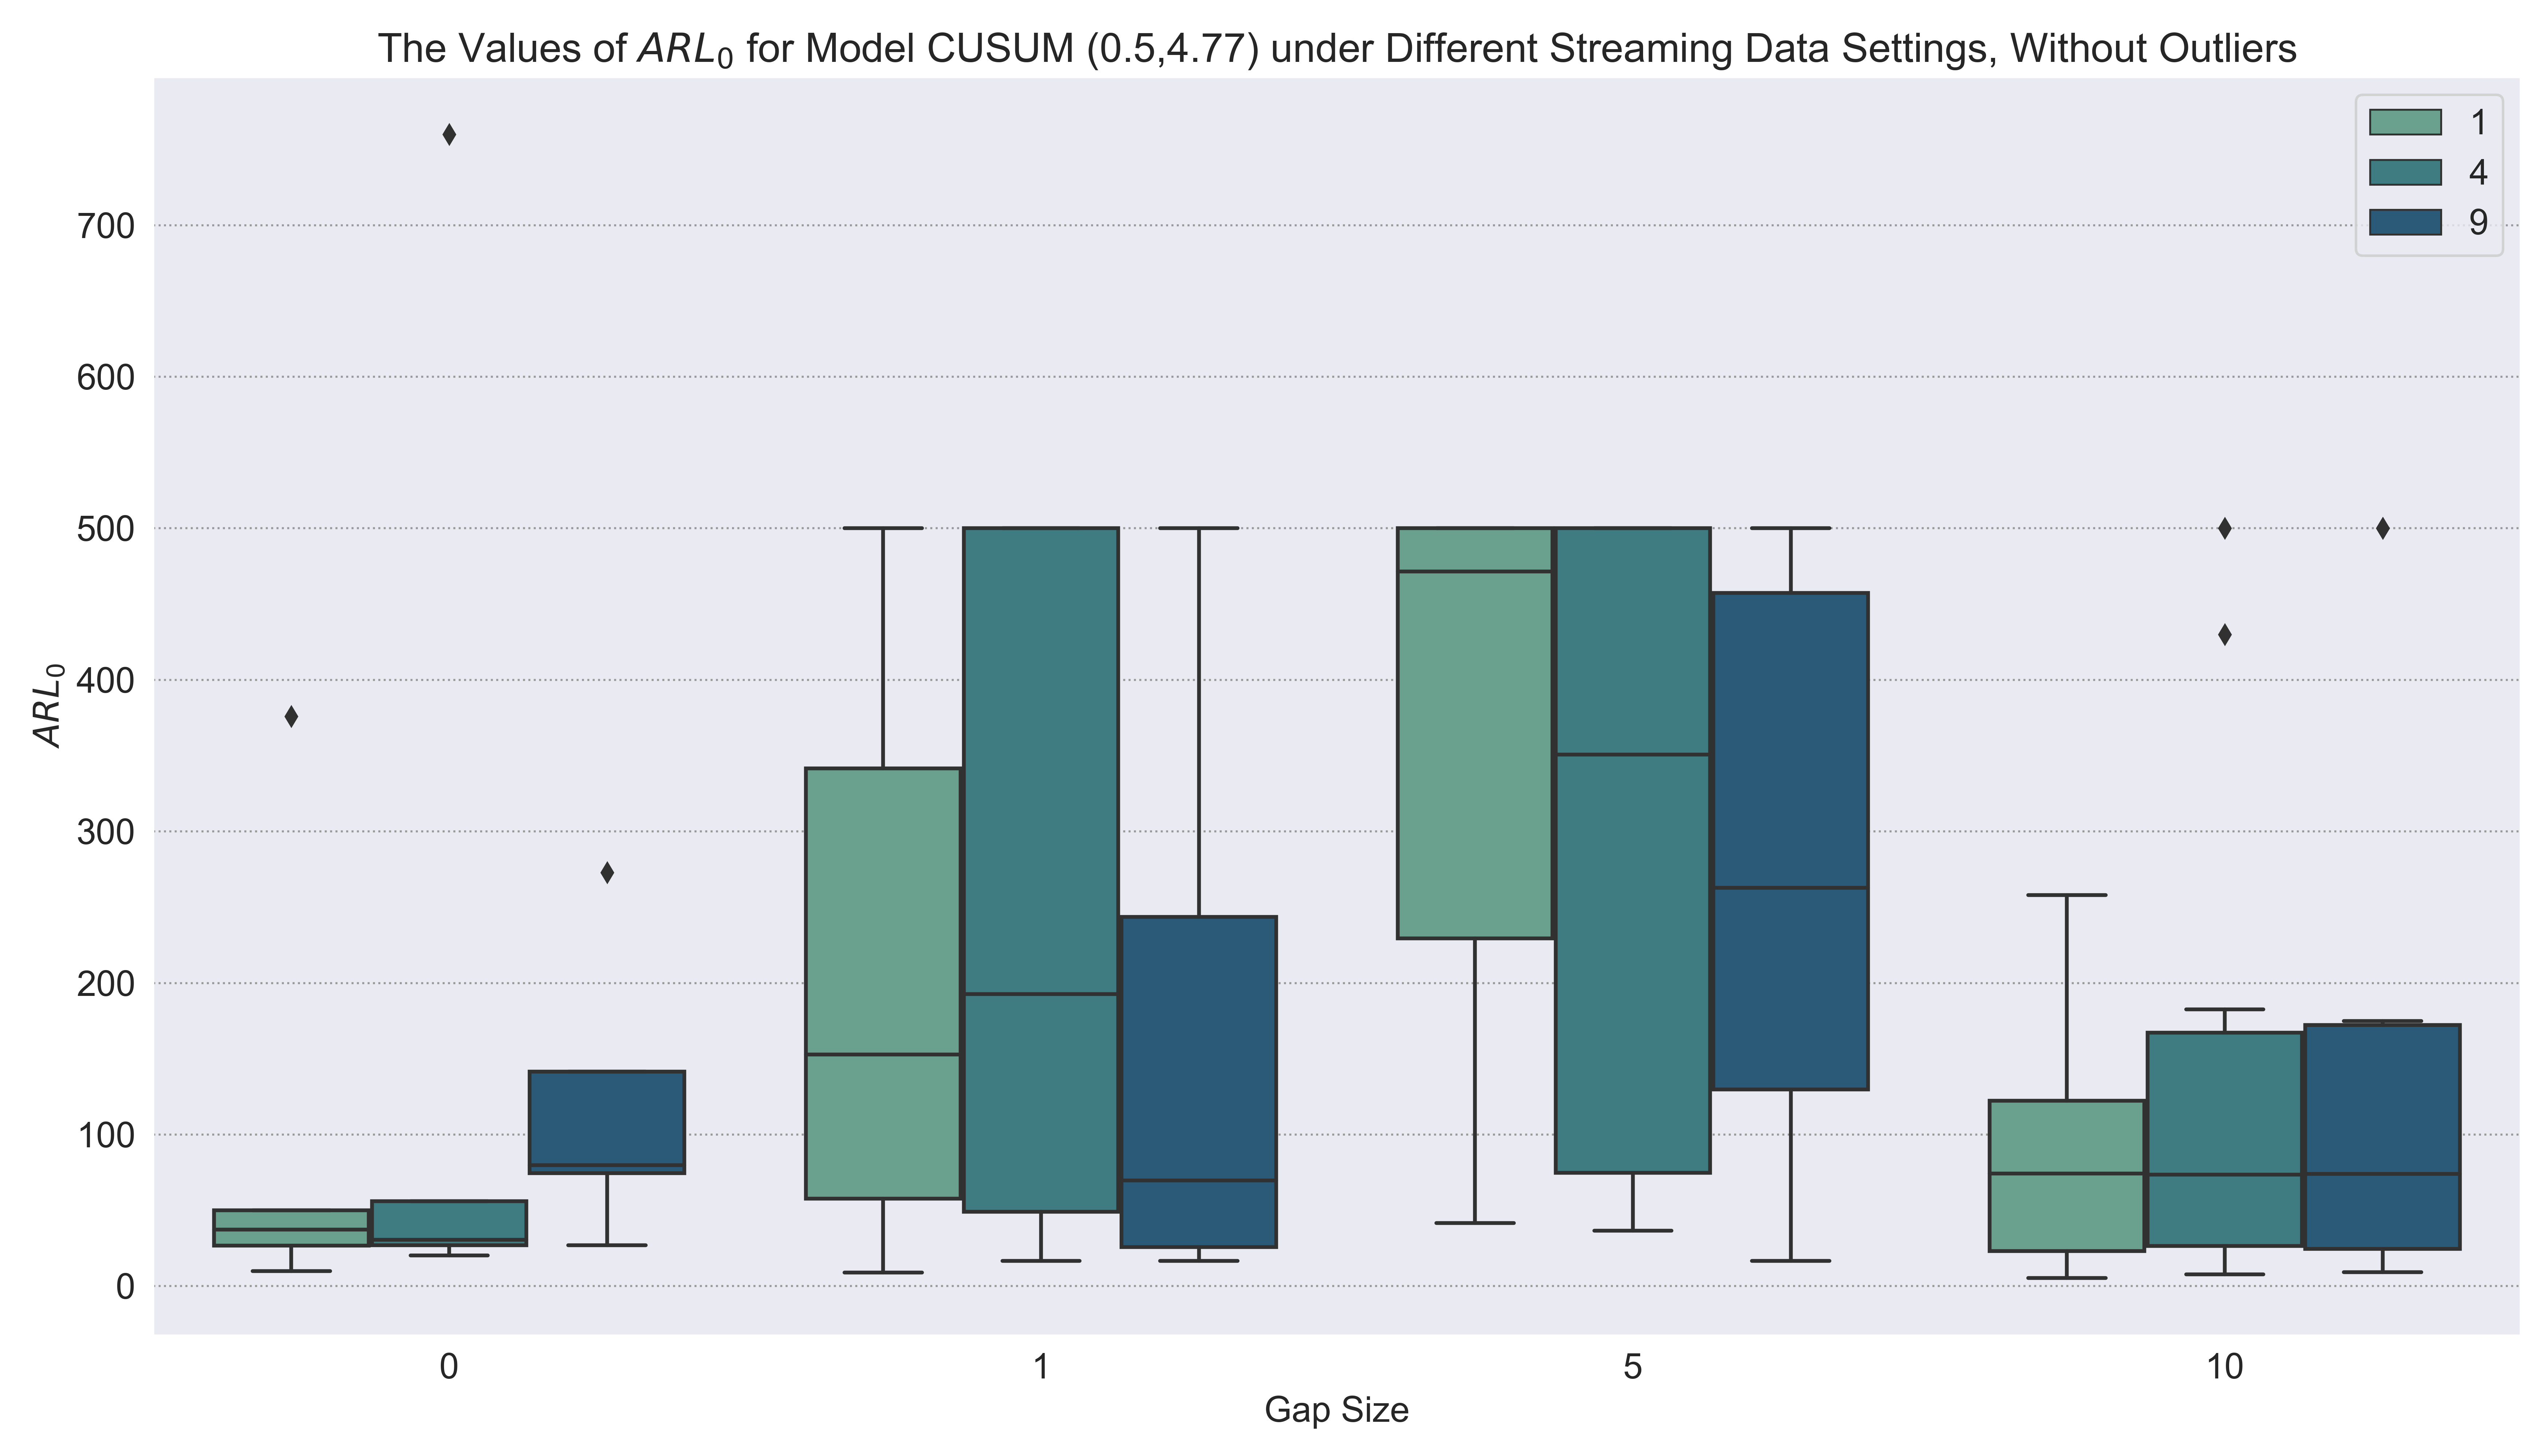 The Values of ARL₀ for Model CUSUM (0.5,4.77) under Different Streaming Data Settings, Without Outliers
1
4
9
700
600
500
400
300
200
100
0
ARL₀
0 1 5 10
Gap Size